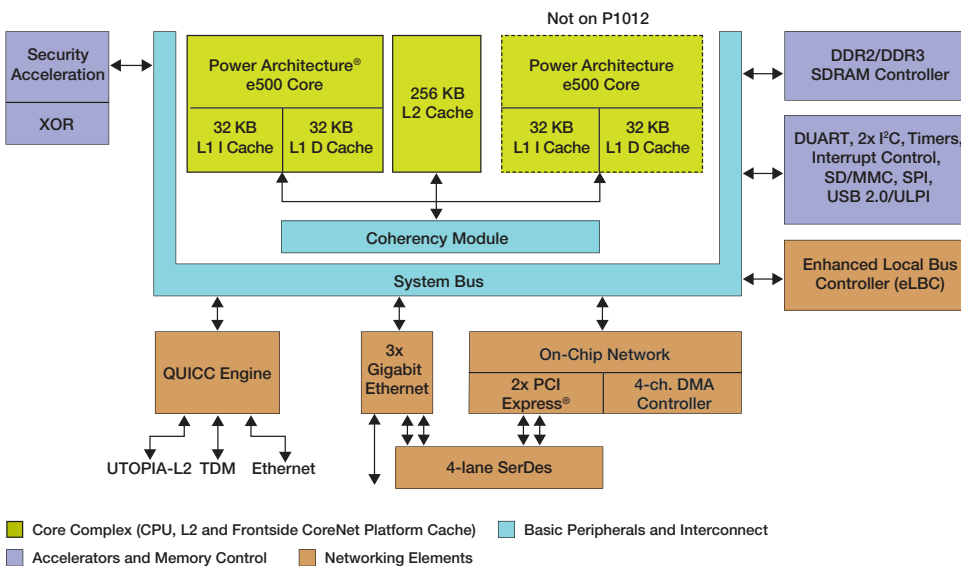 Not on P1012
Security
Acceleration
XOR
Power Architecture®
e500 Core
32 KB
L1 I Cache
32 KB
L1 D Cache
256 KB
L2 Cache
Power Architecture
e500 Core
32 KB
L1 I Cache
32 KB
L1 D Cache
DDR2/DDR3
SDRAM Controller
DUART, 2x I²C, Timers,
Interrupt Control,
SD/MMC, SPI,
USB 2.0/ULPI
Coherency Module
System Bus
Enhanced Local Bus
Controller (eLBC)
QUICC Engine
3x
Gigabit
Ethernet
On-Chip Network
2x PCI
Express®
4-ch. DMA
Controller
UTOPIA-L2
TDM
Ethernet
4-lane SerDes
Core Complex (CPU, L2 and Frontside CoreNet Platform Cache)
Basic Peripherals and Interconnect
Accelerators and Memory Control
Networking Elements